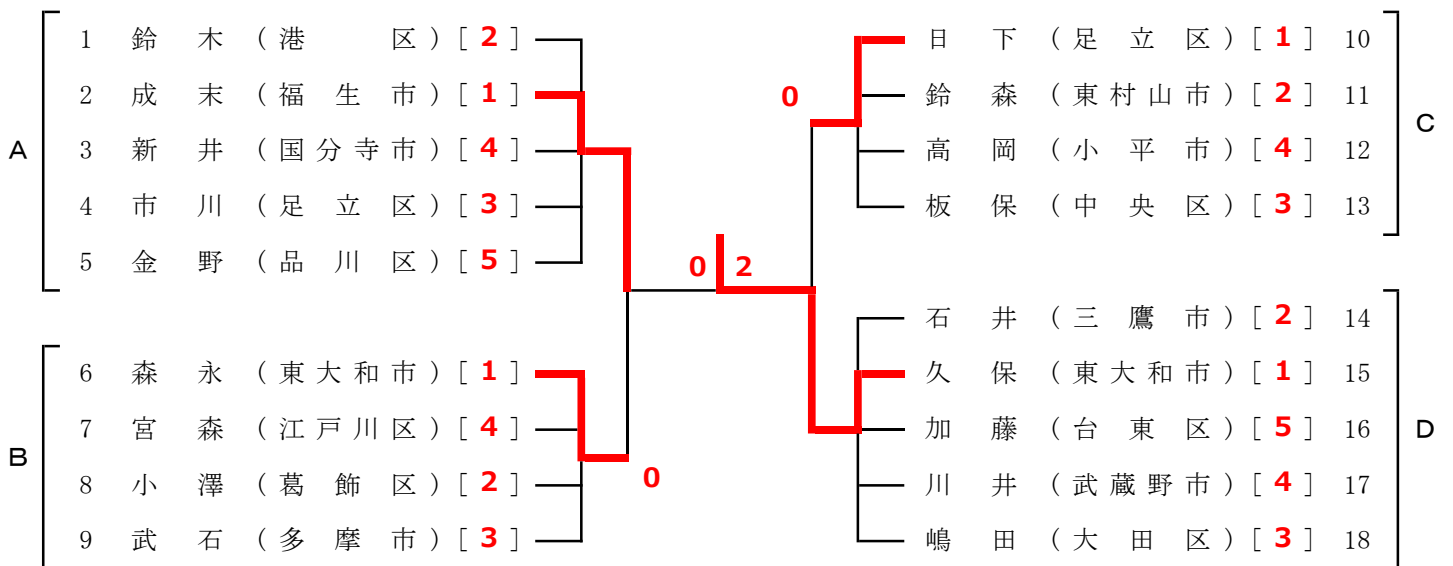 A
1 鈴木 (港区) [2]
2 成末 (福生市) [1]
3 新井 (国分寺市) [4]
4 市川 (足立区) [3]
5 金野 (品川区) [5]
B
6 森永 (東大和市) [1]
7 宮森 (江戸川区) [4]
8 小澤 (葛飾区) [2]
9 武石 (多摩市) [3]
0
0 2
0
日下 (足立区) [1] 10
鈴森 (東村山市) [2] 11
高岡 (小平市) [4] 12
板保 (中央区) [3] 13
C
石井 (三鷹市) [2] 14
久保 (東大和市) [1] 15
加藤 (台東区) [5] 16
川井 (武蔵野市) [4] 17
嶋田 (大田区) [3] 18
D